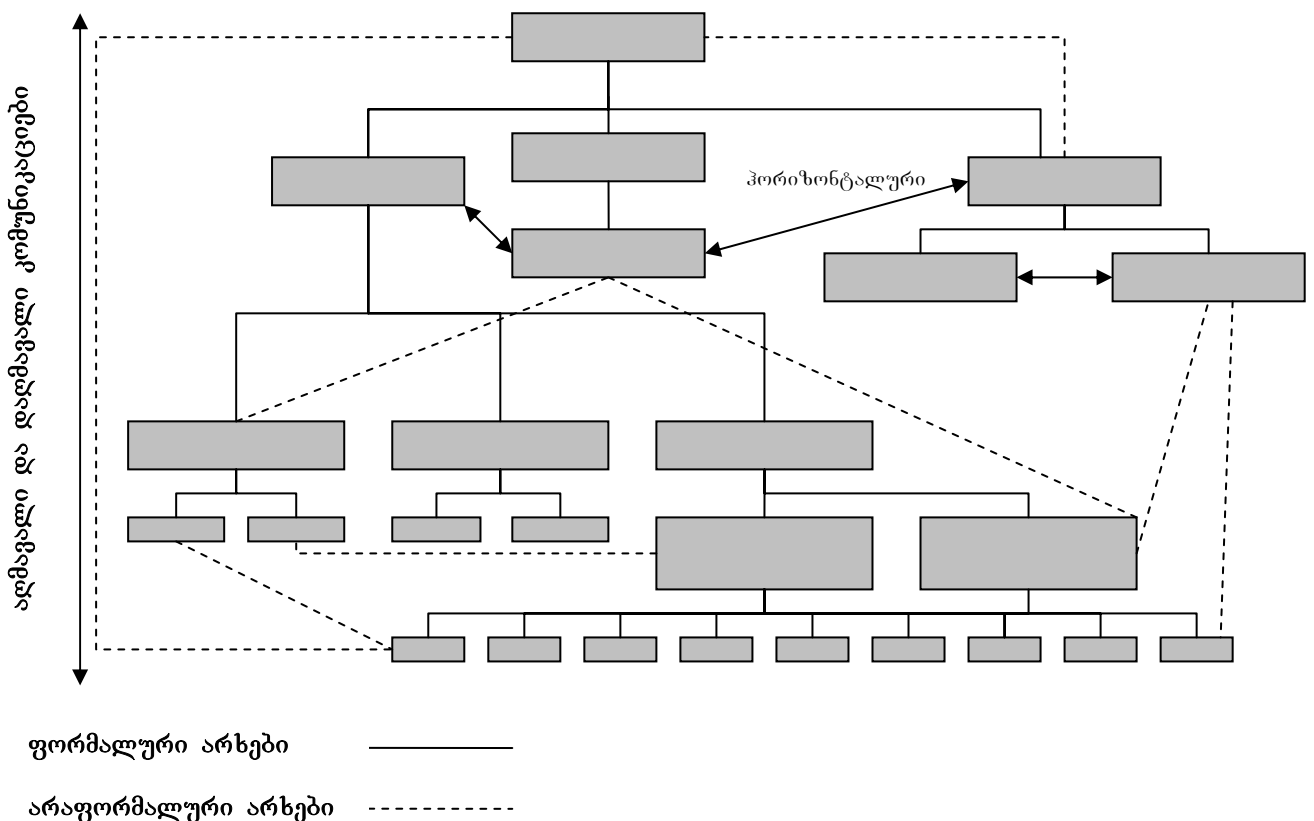 აღმავალი და დაღმავალი კომუნიკაციები
ჰორიზონტალური
ფორმალური არხები
არაფორმალური არხები